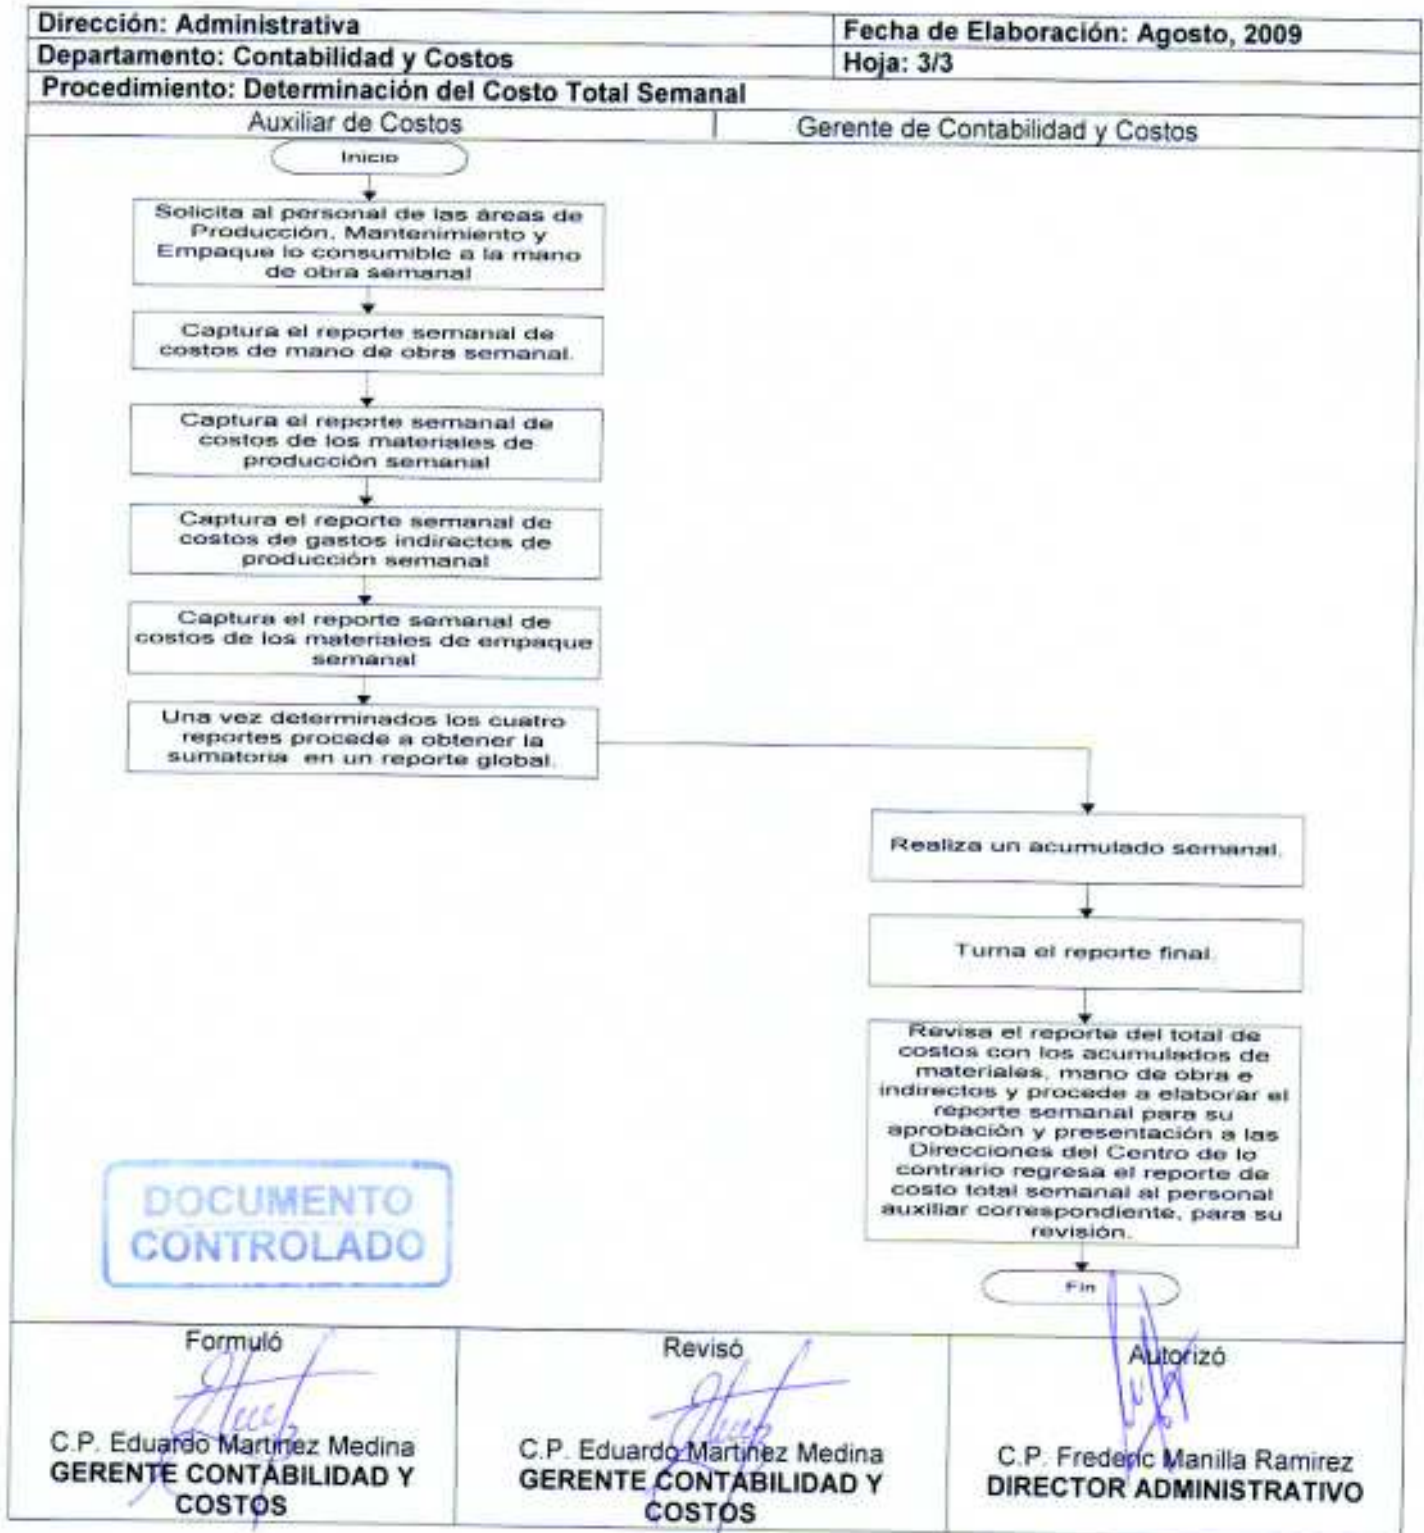 Dirección: Administrativa
Fecha de Elaboración: Agosto, 2009
Departamento: Contabilidad y Costos
Hoja: 3/3
Procedimiento: Determinación del Costo Total Semanal
Auxiliar de Costos
Gerente de Contabilidad y Costos
Inicio
Solicita al personal de las áreas de
Producción, Mantenimiento y
Empaque lo consumible a la mano
de obra semanal
Captura el reporte semanal de
costos de mano de obra semanal.
Captura el reporte semanal de
costos de los materiales de
producción semanal
Captura el reporte semanal de
costos de gastos indirectos de
producción semanal
Captura el reporte semanal de
costos de los materiales de empaque
semanal
Una vez determinados los cuatro
reportes procede a obtener la
sumatoria en un reporte global.
Realiza un acumulado semanal.
Turna el reporte final.
Revisa el reporte del total de
costos con los acumulados de
materiales, mano de obra e
indirectos y procede a elaborar el
reporte semanal para su
aprobación y presentación a las
Direcciones del Centro de lo
contrario regresa el reporte de
costo total semanal al personal
auxiliar correspondiente, para su
revisión.
Fin
DOCUMENTO
CONTROLADO
Formuló
C.P. Eduardo Martinez Medina
GERENTE CONTABILIDAD Y
COSTOS
Revisó
C.P. Eduardo Martinez Medina
GERENTE CONTABILIDAD Y
COSTOS
Autorizó
C.P. Frederic Manilla Ramirez
DIRECTOR ADMINISTRATIVO